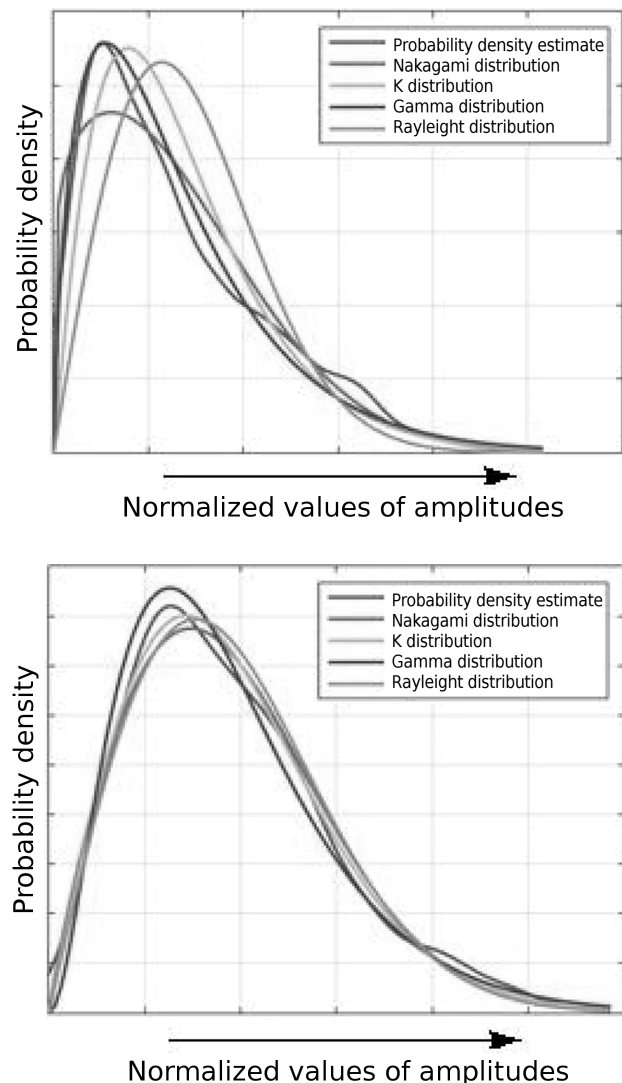 Probability density estimate
Nakagami distribution
K distribution
Gamma distribution
Rayleight distribution
Probability density
Normalized values of amplitudes
Probability density estimate
Nakagami distribution
K distribution
Gamma distribution
Rayleight distribution
Probability density
Normalized values of amplitudes